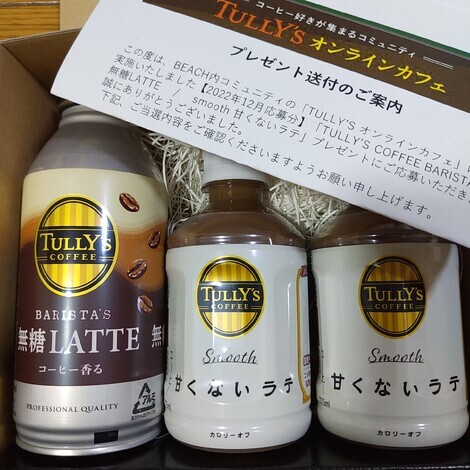 コーヒー好きが集まるコミュニティ
TULLY'S オンラインカフェ
プレゼント送付のご案内
この度は、BEACH内コミュニティの「TULLY'S オンラインカフェ」
実施いたしました【2022年12月応募分】「TULLY'S COFFEE BARISTA
無糖LATTE / smooth 甘くないラテ」プレゼントにご応募いただき
誠にありがとうございました。
下記、ご当選内容をご確認くださいますようお願い申し上げます。
TULLY'S
COFFEE
BARISTA'S
無糖LATTE 無
コーヒー香る
PROFESSIONAL QUALITY
アルミ
TULLY'S
COFFEE
Smooth
甘くないラテ
カロリーオフ
TULLY'S
COFFEE
Smooth
甘くないラテ
カロリーオフ